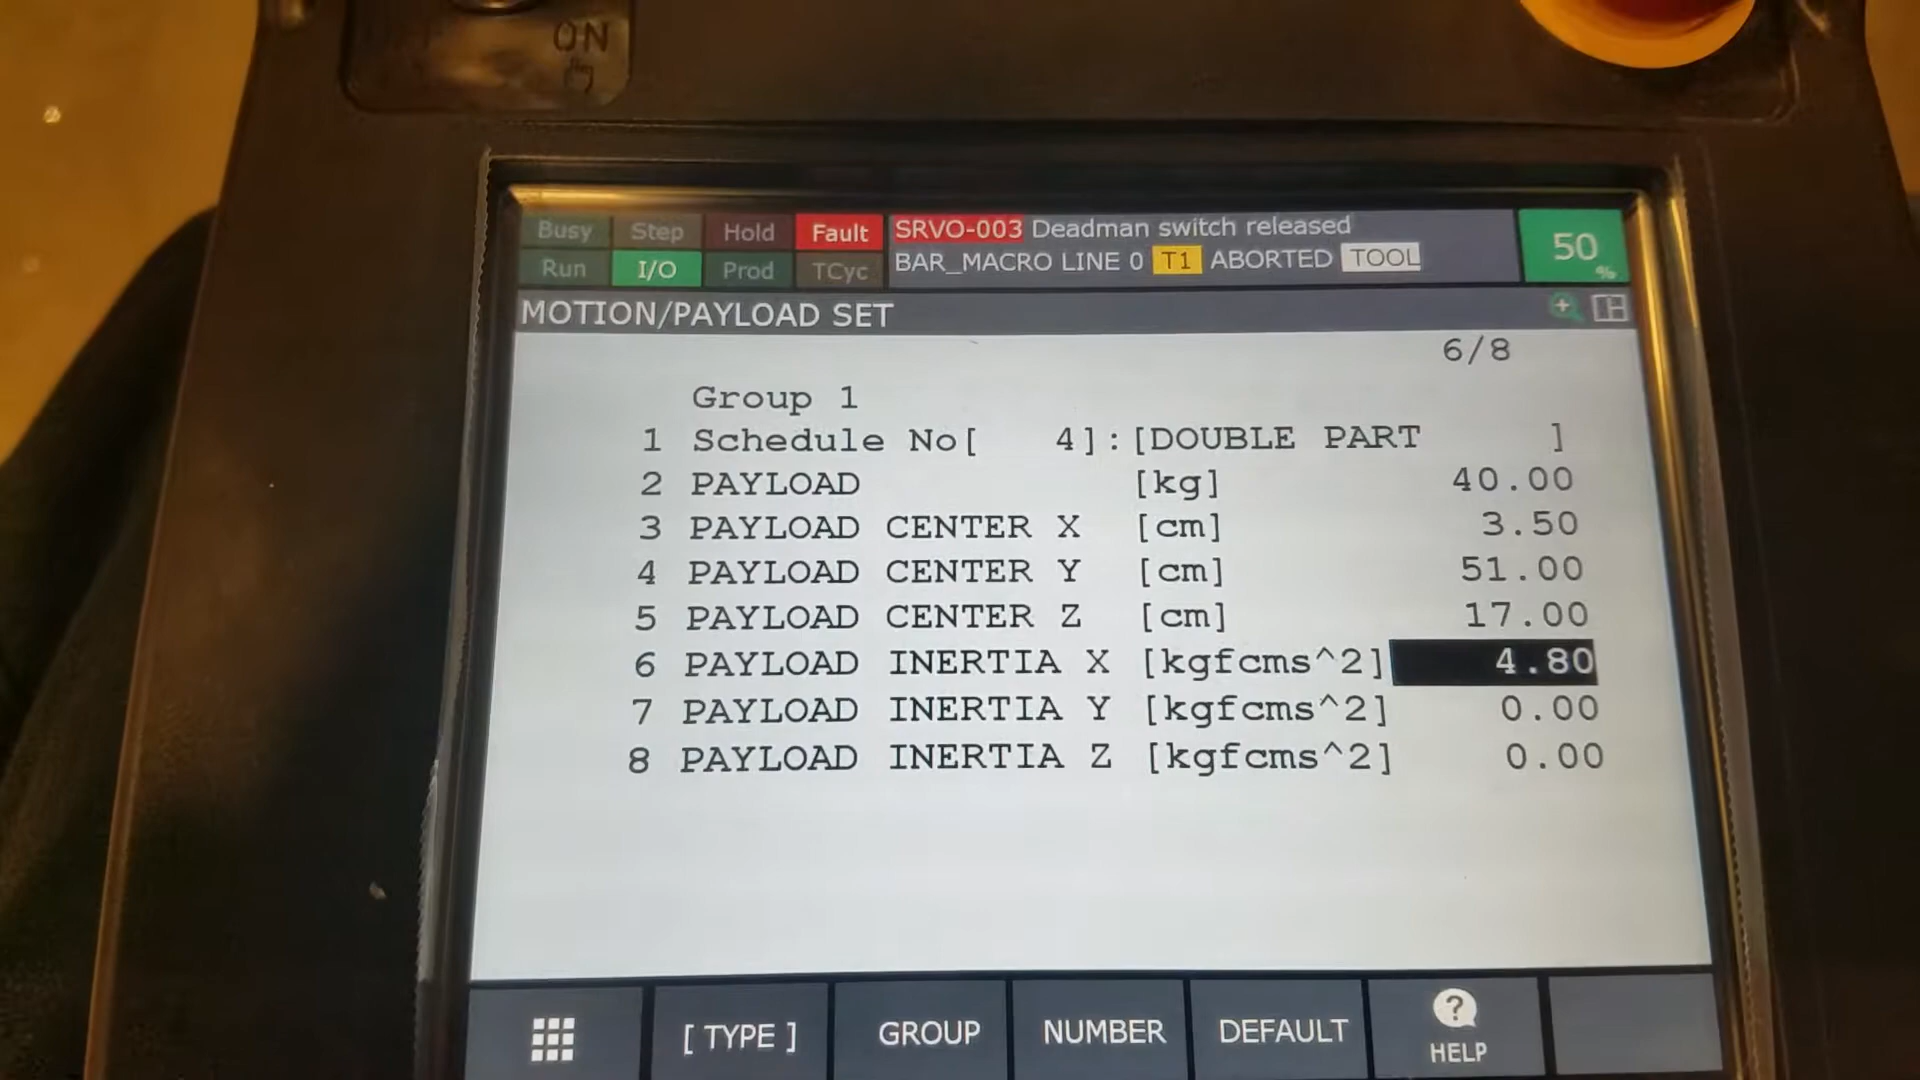 ON
Busy Step Hold Fault SRVO-003 Deadman switch released
Run I/O Prod TCyc BAR_MACRO LINE 0 T1 ABORTED TOOL
50 %
MOTION/PAYLOAD SET
6/8
Group 1
1 Schedule No[ 4]:[DOUBLE PART ]
2 PAYLOAD [kg] 40.00
3 PAYLOAD CENTER X [cm] 3.50
4 PAYLOAD CENTER Y [cm] 51.00
5 PAYLOAD CENTER Z [cm] 17.00
6 PAYLOAD INERTIA X [kgfcms^2] 4.80
7 PAYLOAD INERTIA Y [kgfcms^2] 0.00
8 PAYLOAD INERTIA Z [kgfcms^2] 0.00
[ TYPE ] GROUP NUMBER DEFAULT ? HELP